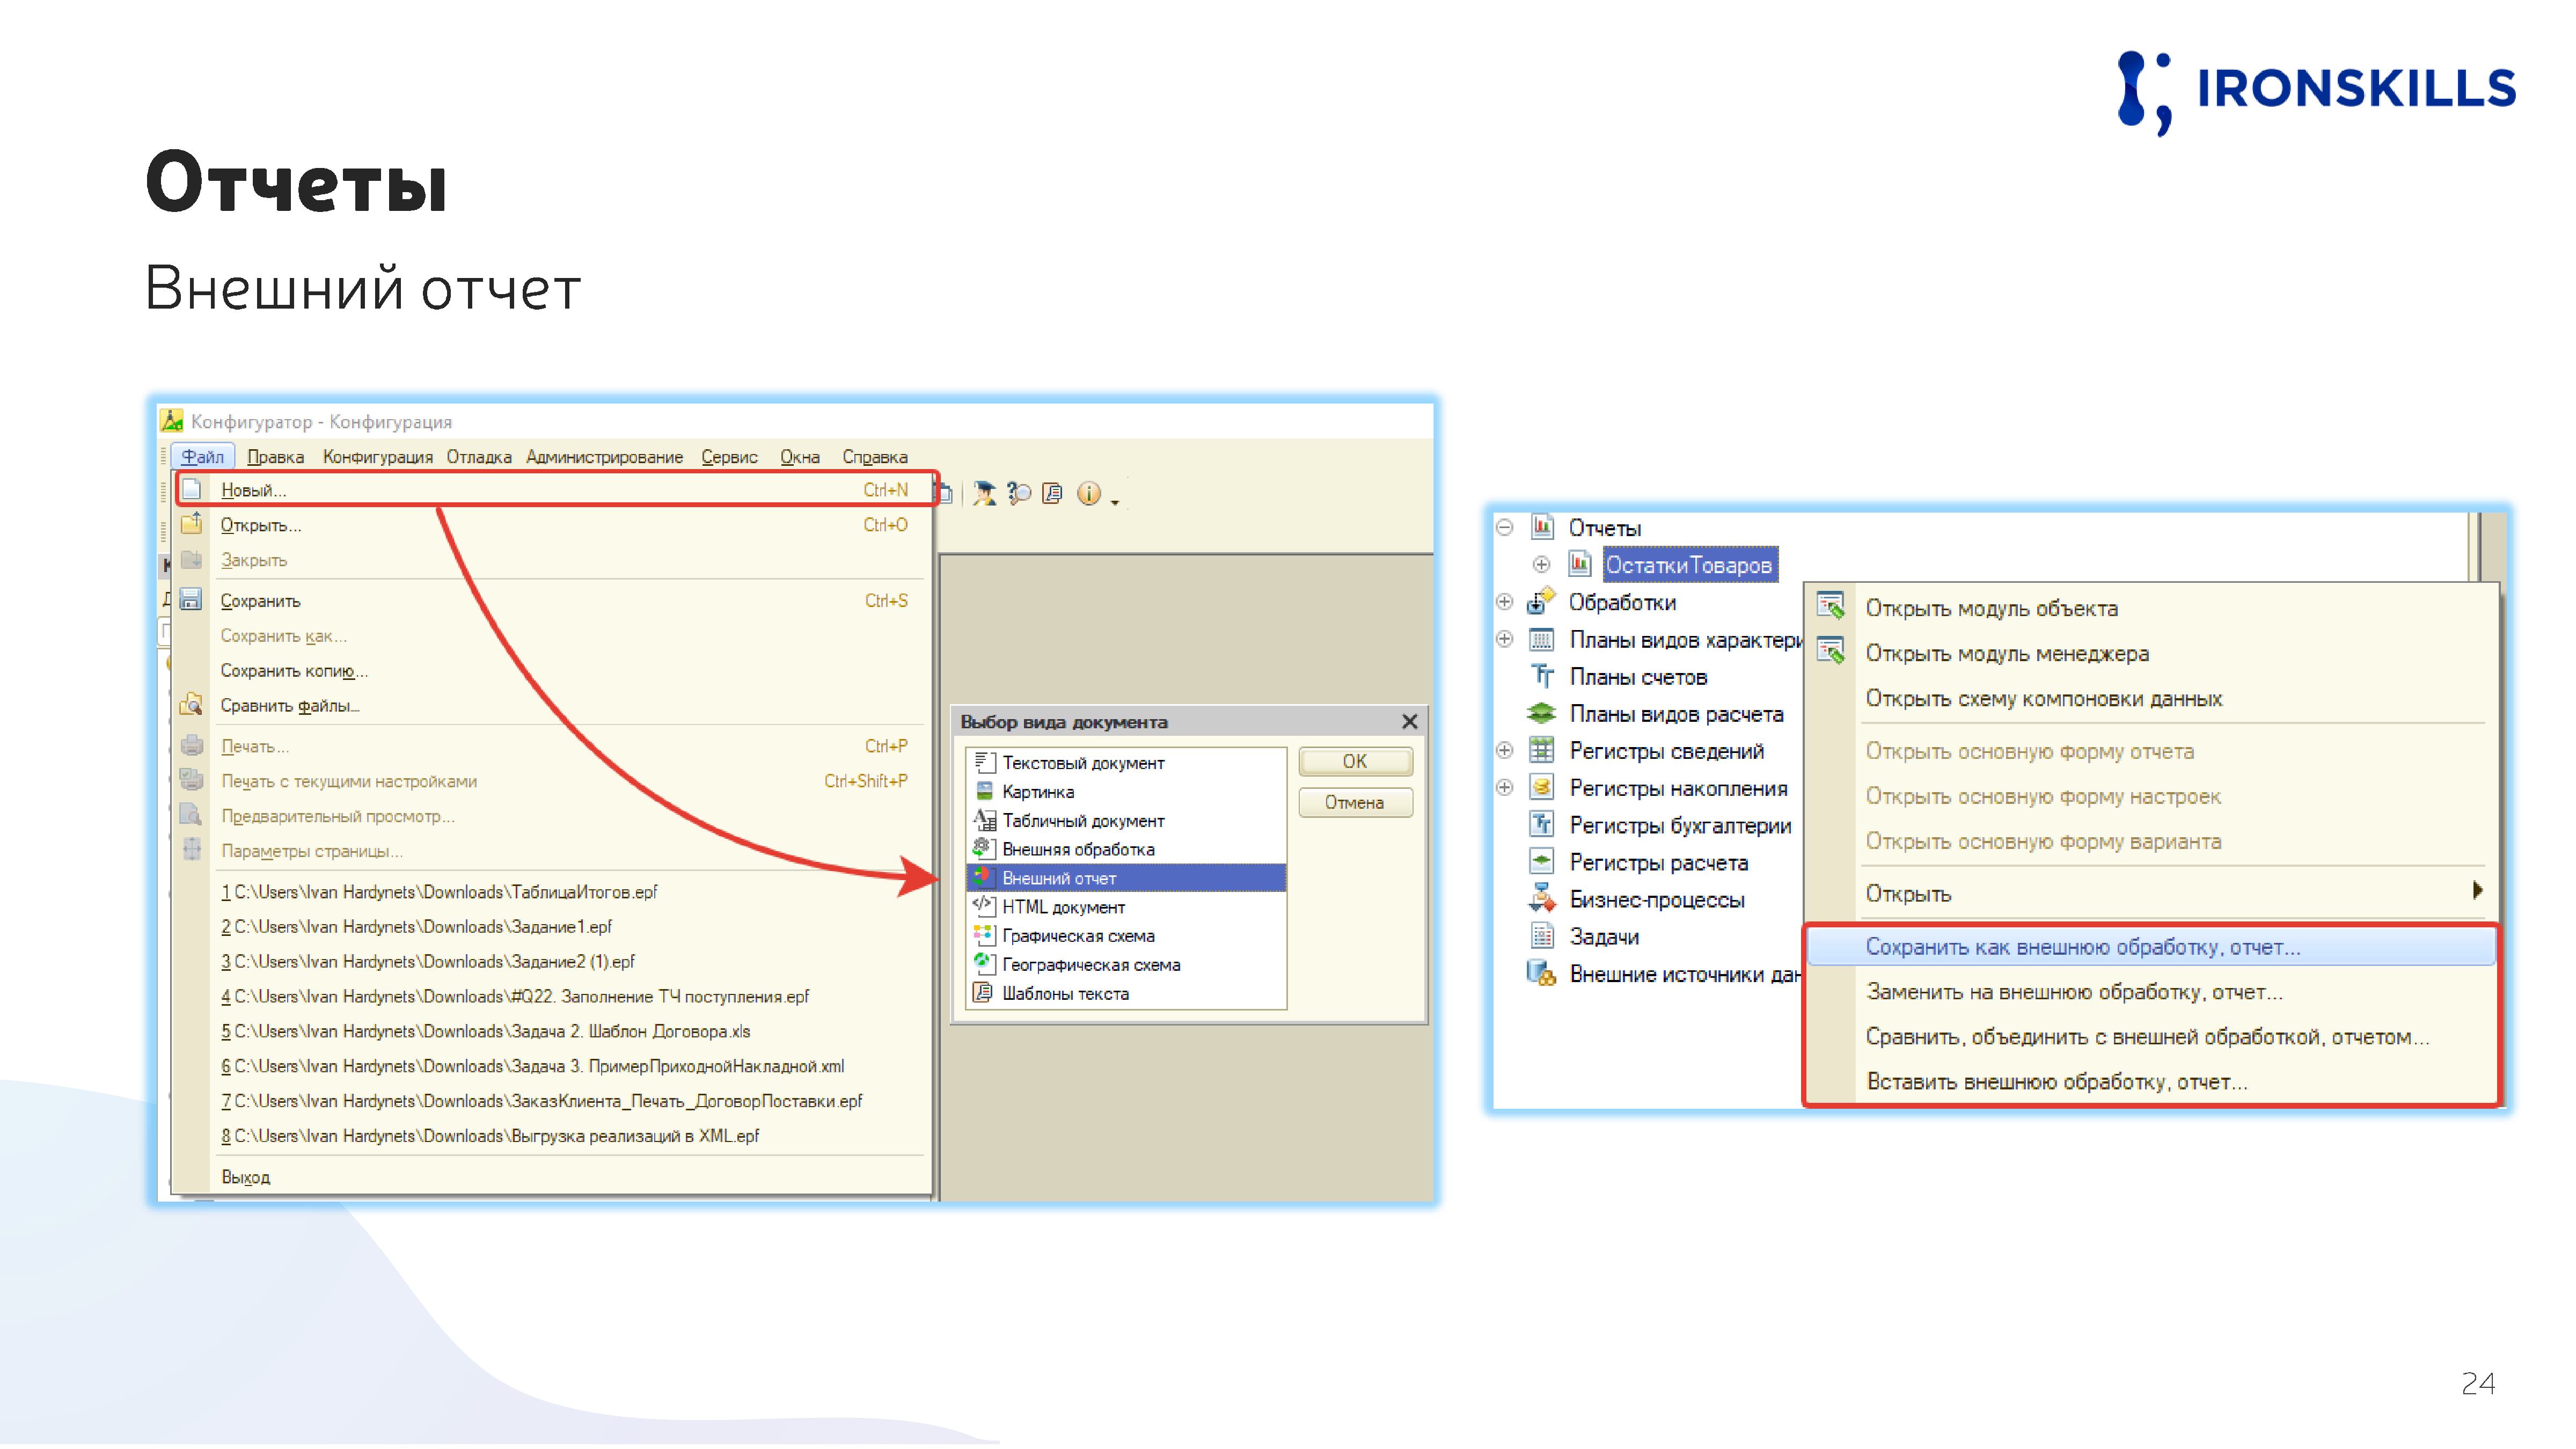 IRONSKILLS
Отчеты
Внешний отчет
Конфигуратор - Конфигурация
Файл Правка Конфигурация Отладка Администрирование Сервис Окна Справка
Новый... Ctrl+N
Открыть... Ctrl+O
Закрыть
Сохранить Ctrl+S
Сохранить как...
Сохранить копию...
Сравнить файлы...
Печать... Ctrl+P
Печать с текущими настройками Ctrl+Shift+P
Предварительный просмотр...
Параметры страницы...
1 C:\Users\Ivan Hardynets\Downloads\ТаблицаИтогов.epf
2 C:\Users\Ivan Hardynets\Downloads\Задание1.epf
3 C:\Users\Ivan Hardynets\Downloads\Задание2 (1).epf
4 C:\Users\Ivan Hardynets\Downloads\#Q22. Заполнение ТЧ поступления.epf
5 C:\Users\Ivan Hardynets\Downloads\Задача 2. Шаблон Договора.xls
6 C:\Users\Ivan Hardynets\Downloads\Задача 3. ПримерПриходнойНакладной.xml
7 C:\Users\Ivan Hardynets\Downloads\ЗаказКлиента_Печать_ДоговорПоставки.epf
8 C:\Users\Ivan Hardynets\Downloads\Выгрузка реализаций в XML.epf
Выход
Выбор вида документа
Текстовый документ
Картинка
Табличный документ
Внешняя обработка
Внешний отчет
HTML документ
Графическая схема
Географическая схема
Шаблоны текста
OK
Отмена
Отчеты
ОстаткиТоваров
Обработки
Планы видов характери
Планы счетов
Планы видов расчета
Регистры сведений
Регистры накопления
Регистры бухгалтерии
Регистры расчета
Бизнес-процессы
Задачи
Внешние источники дан
Открыть модуль объекта
Открыть модуль менеджера
Открыть схему компоновки данных
Открыть основную форму отчета
Открыть основную форму настроек
Открыть основную форму варианта
Открыть
Сохранить как внешнюю обработку, отчет...
Заменить на внешнюю обработку, отчет...
Сравнить, объединить с внешней обработкой, отчетом...
Вставить внешнюю обработку, отчет...
24